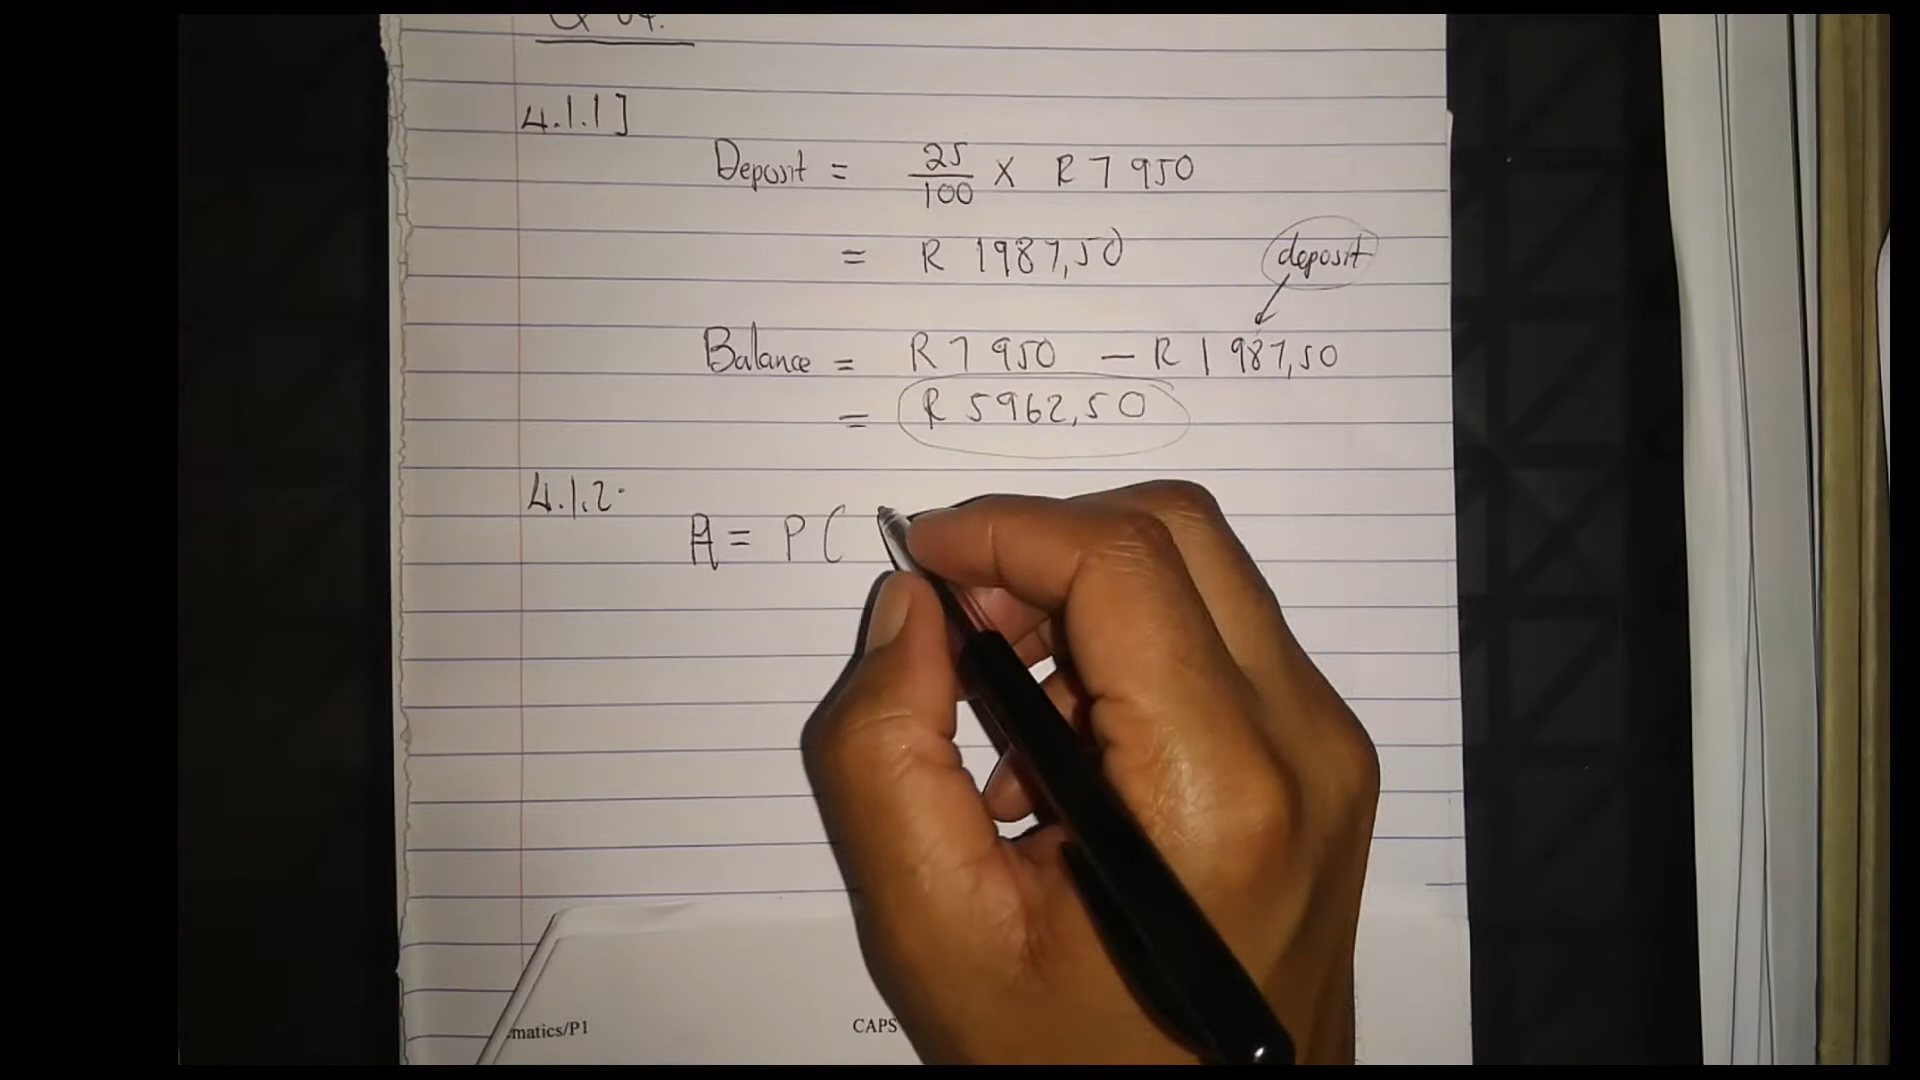 Q 04.
4.1.1]
Deposit = 25/100 × R 7 950
= R 1987,50
deposit
Balance = R 7 950 – R 1 987,50
= R 5962,50
4.1.2.
A = P (
matics/P1 CAPS